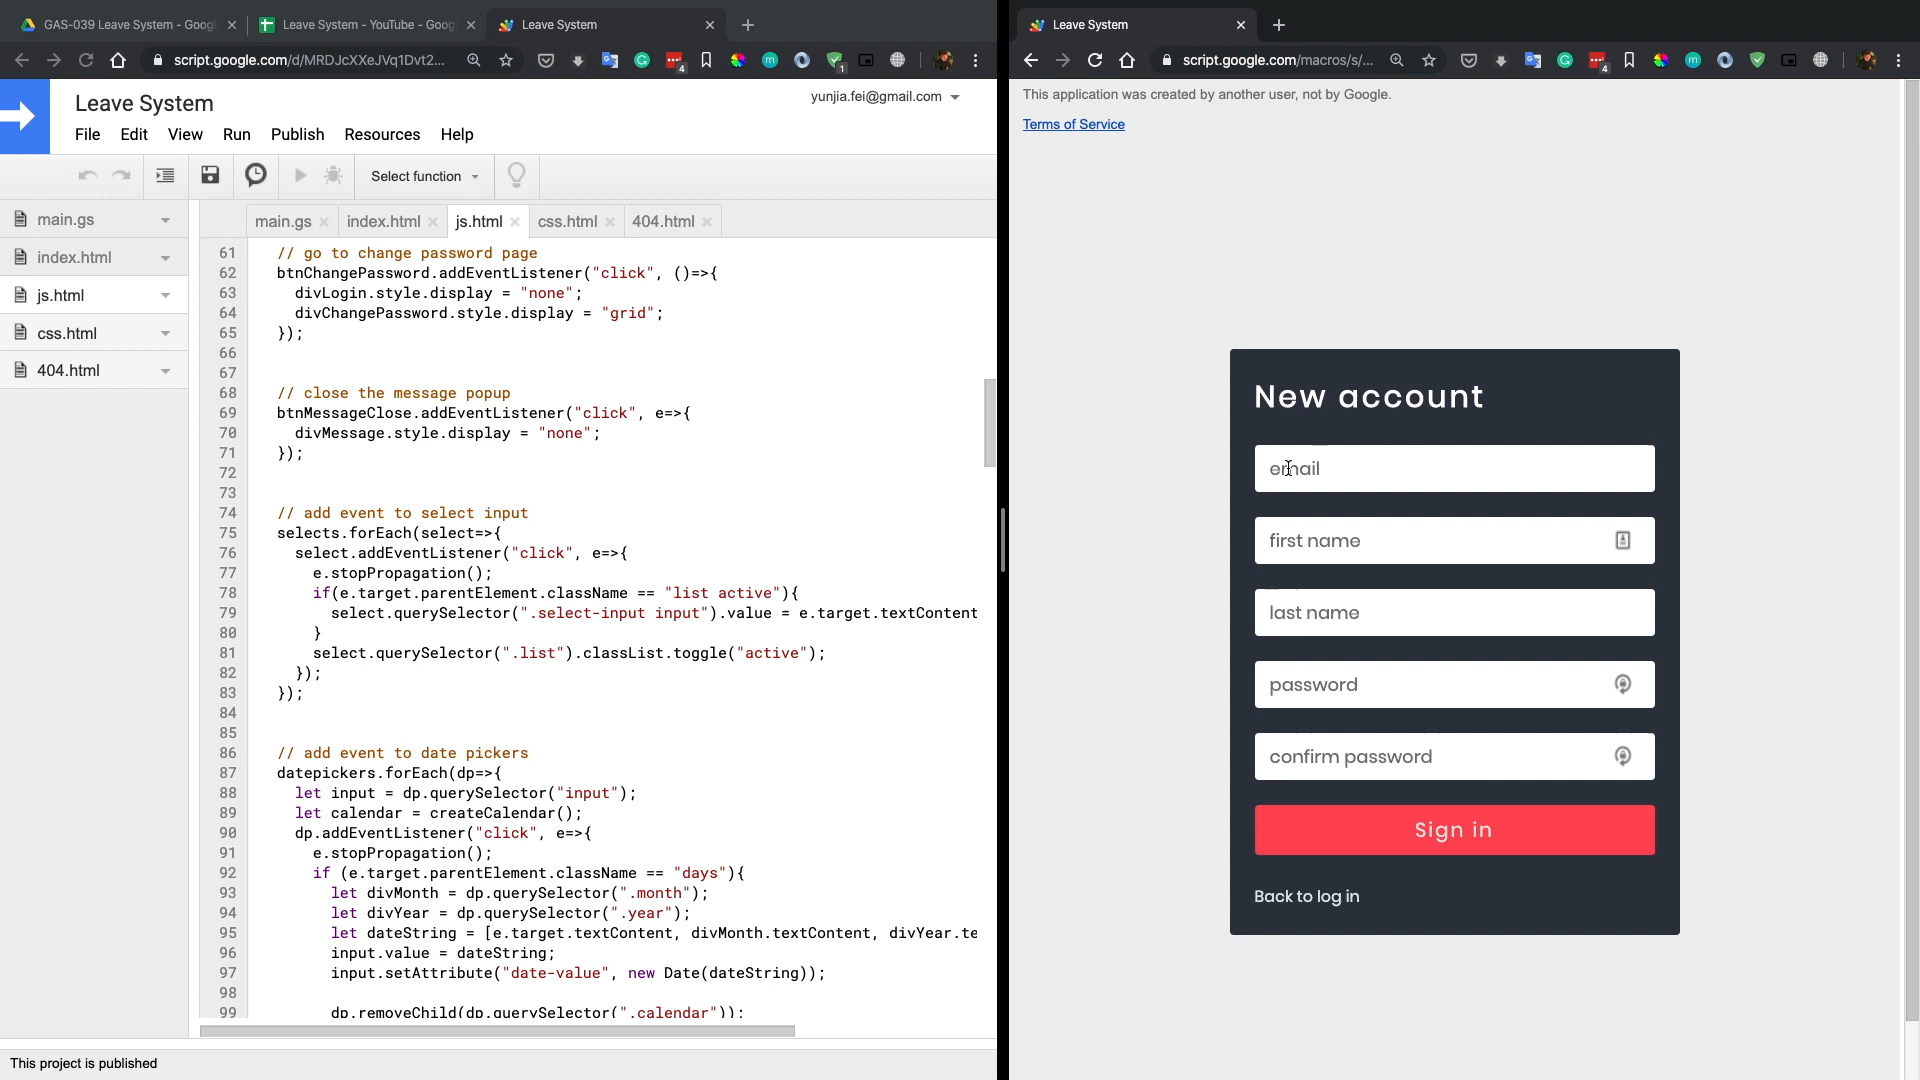 GAS-039 Leave System - Goog
Leave System - YouTube - Goog
Leave System
script.google.com/d/MRDJcXXeJVq1Dvt2...
4
1
Leave System
yunjia.fei@gmail.com
File Edit View Run Publish Resources Help
Select function
main.gs
index.html
js.html
css.html
404.html
main.gs index.html js.html css.html 404.html
61 // go to change password page
62 btnChangePassword.addEventListener("click", ()=>{
63 divLogin.style.display = "none";
64 divChangePassword.style.display = "grid";
65 });
66
67
68 // close the message popup
69 btnMessageClose.addEventListener("click", e=>{
70 divMessage.style.display = "none";
71 });
72
73
74 // add event to select input
75 selects.forEach(select=>{
76 select.addEventListener("click", e=>{
77 e.stopPropagation();
78 if(e.target.parentElement.className == "list active"){
79 select.querySelector(".select-input input").value = e.target.textContent
80 }
81 select.querySelector(".list").classList.toggle("active");
82 });
83 });
84
85
86 // add event to date pickers
87 datepickers.forEach(dp=>{
88 let input = dp.querySelector("input");
89 let calendar = createCalendar();
90 dp.addEventListener("click", e=>{
91 e.stopPropagation();
92 if (e.target.parentElement.className == "days"){
93 let divMonth = dp.querySelector(".month");
94 let divYear = dp.querySelector(".year");
95 let dateString = [e.target.textContent, divMonth.textContent, divYear.te
96 input.value = dateString;
97 input.setAttribute("date-value", new Date(dateString));
98
99 dp.removeChild(dp.querySelector(".calendar"));
This project is published
Leave System
script.google.com/macros/s/...
4
This application was created by another user, not by Google.
Terms of Service
New account
email
first name
last name
password
confirm password
Sign in
Back to log in